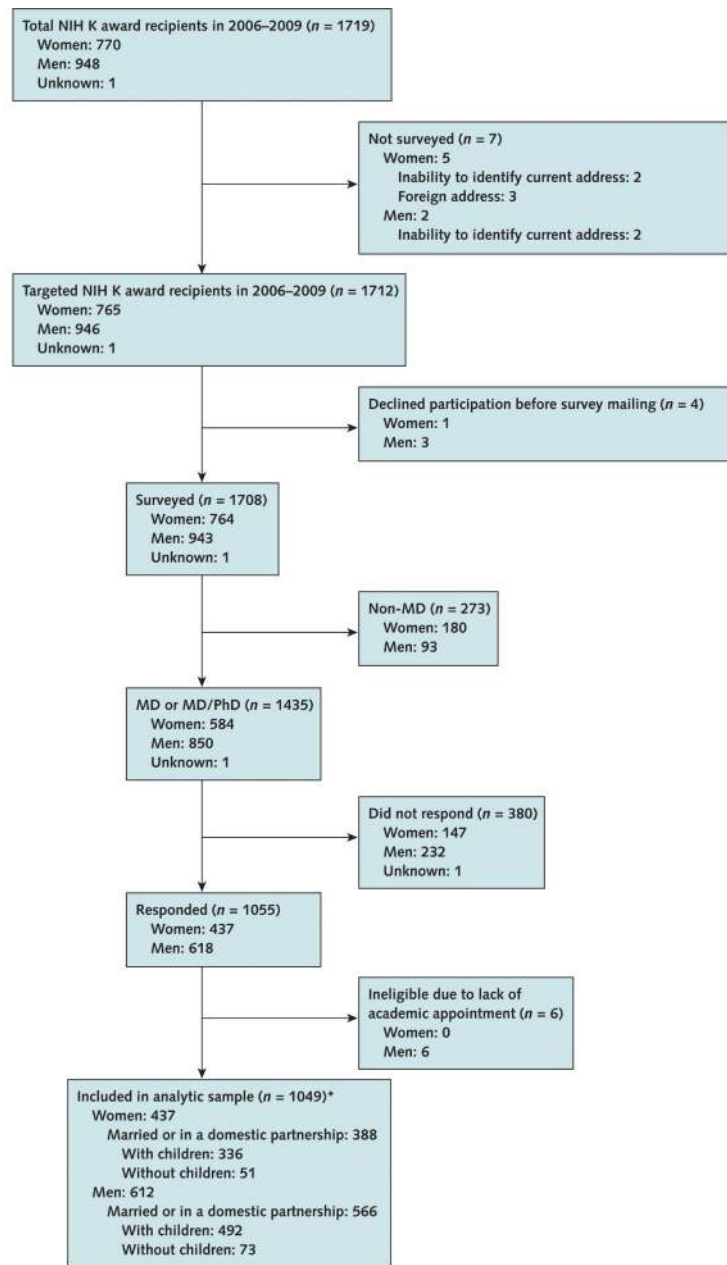 Total NIH K award recipients in 2006–2009 (n = 1719)
Women: 770
Men: 948
Unknown: 1
Not surveyed (n = 7)
Women: 5
Inability to identify current address: 2
Foreign address: 3
Men: 2
Inability to identify current address: 2
Targeted NIH K award recipients in 2006–2009 (n = 1712)
Women: 765
Men: 946
Unknown: 1
Declined participation before survey mailing (n = 4)
Women: 1
Men: 3
Surveyed (n = 1708)
Women: 764
Men: 943
Unknown: 1
Non-MD (n = 273)
Women: 180
Men: 93
MD or MD/PhD (n = 1435)
Women: 584
Men: 850
Unknown: 1
Did not respond (n = 380)
Women: 147
Men: 232
Unknown: 1
Responded (n = 1055)
Women: 437
Men: 618
Ineligible due to lack of
academic appointment (n = 6)
Women: 0
Men: 6
Included in analytic sample (n = 1049)*
Women: 437
Married or in a domestic partnership: 388
With children: 336
Without children: 51
Men: 612
Married or in a domestic partnership: 566
With children: 492
Without children: 73